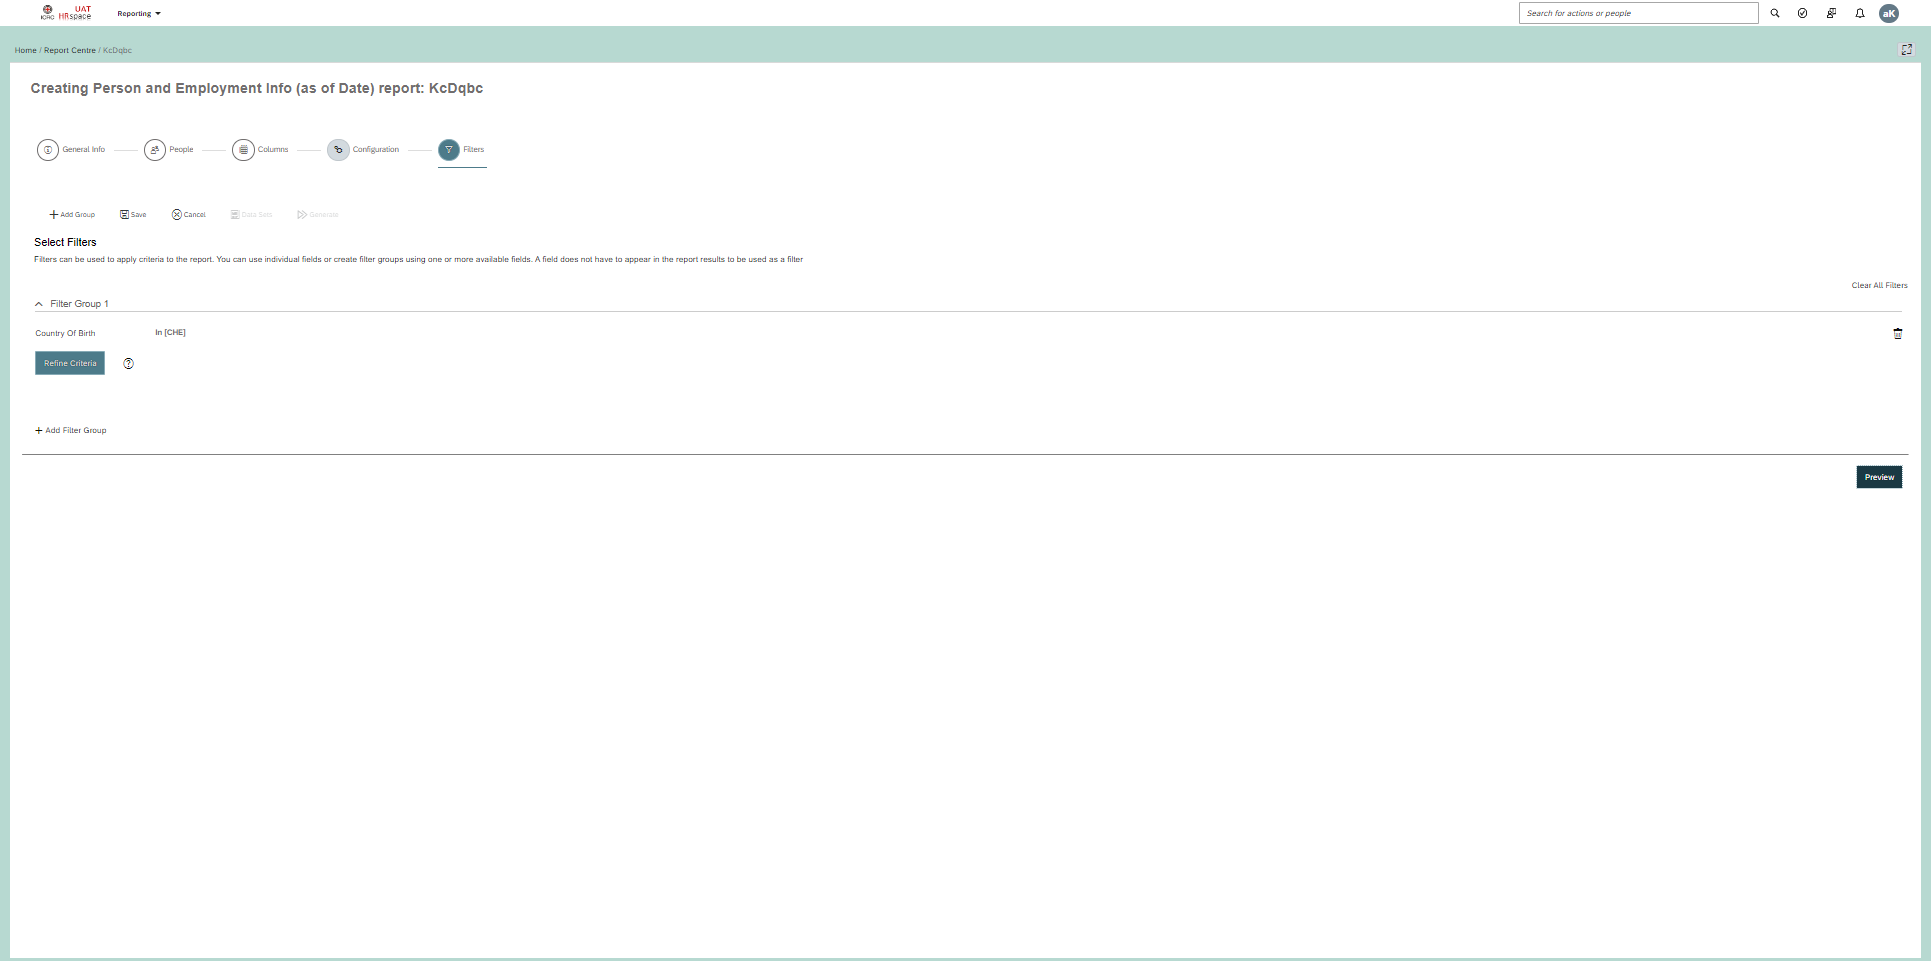 ICRC
UAT
HRspace
Reporting
Search for actions or people
aK
Home / Report Centre / KcDqbc
Creating Person and Employment Info (as of Date) report: KcDqbc
General Info
People
Columns
Configuration
Filters
Add Group
Save
Cancel
Data Sets
Generate
Select Filters
Filters can be used to apply criteria to the report. You can use individual fields or create filter groups using one or more available fields. A field does not have to appear in the report results to be used as a filter
Clear All Filters
Filter Group 1
Country Of Birth
In [CHE]
Refine Criteria
Add Filter Group
Preview